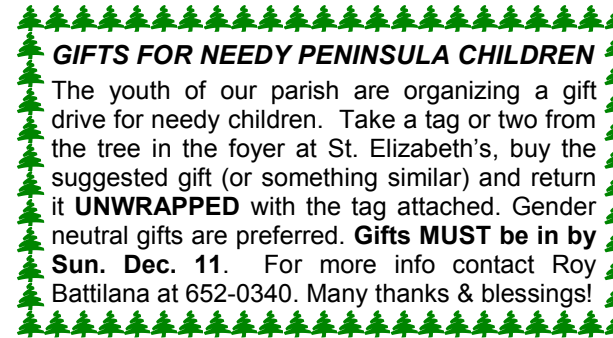 GIFTS FOR NEEDY PENINSULA CHILDREN
The youth of our parish are organizing a gift
drive for needy children. Take a tag or two from
the tree in the foyer at St. Elizabeth’s, buy the
suggested gift (or something similar) and return
it UNWRAPPED with the tag attached. Gender
neutral gifts are preferred. Gifts MUST be in by
Sun. Dec. 11. For more info contact Roy
Battilana at 652-0340. Many thanks & blessings!